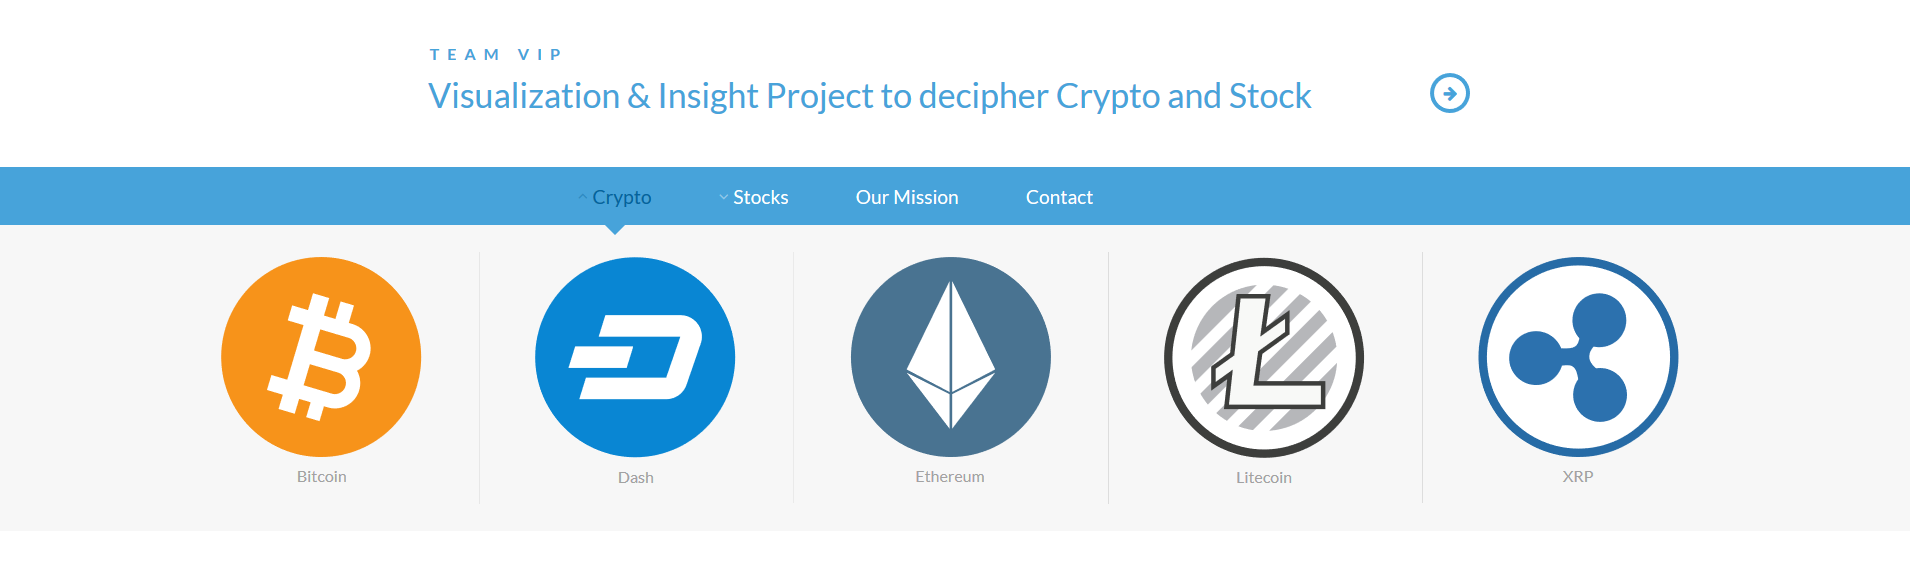 TEAM VIP
Visualization & Insight Project to decipher Crypto and Stock
Crypto
Stocks
Our Mission
Contact
Bitcoin
Dash
Ethereum
Litecoin
XRP